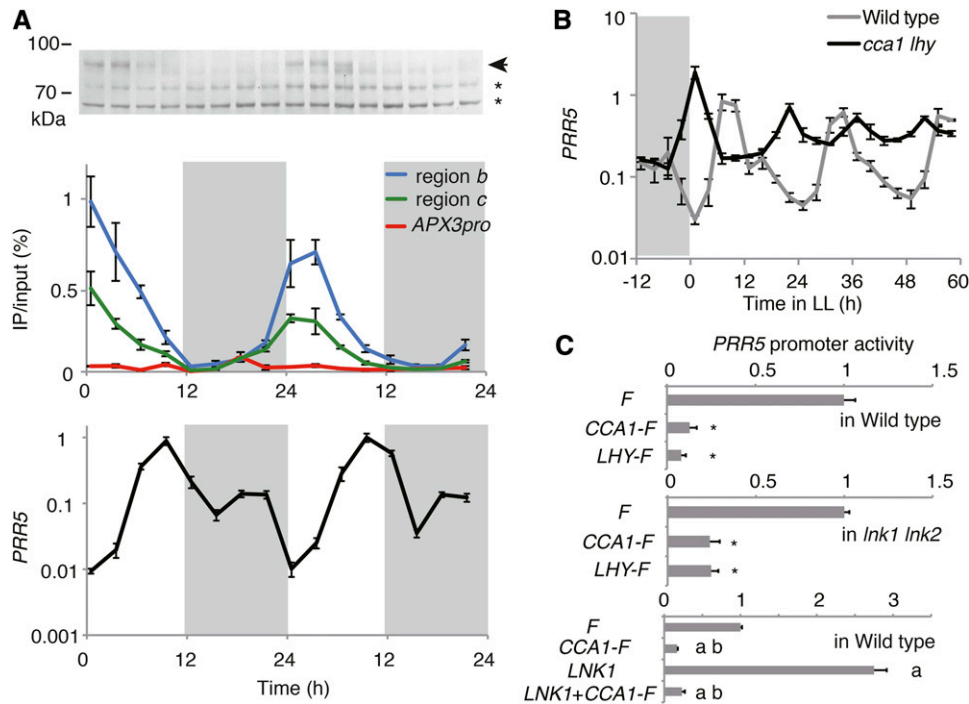 A
100
70
kDa
*
*
region b
region c
APX3pro
IP/input (%)
1
0.5
0
0
12
24
12
24
PRR5
1
0.1
0.01
0.001
0
12
24
12
24
Time (h)
B
Wild type
cca1 lhy
PRR5
10
1
0.1
0.01
-12
0
12
24
36
48
60
Time in LL (h)
C
PRR5 promoter activity
0
0.5
1
1.5
F
CCA1-F
*
LHY-F
*
in Wild type
0
0.5
1
1.5
F
CCA1-F
*
LHY-F
*
in lnk1 lnk2
0
1
2
3
F
in Wild type
CCA1-F
a b
LNK1
a
LNK1+CCA1-F
a b